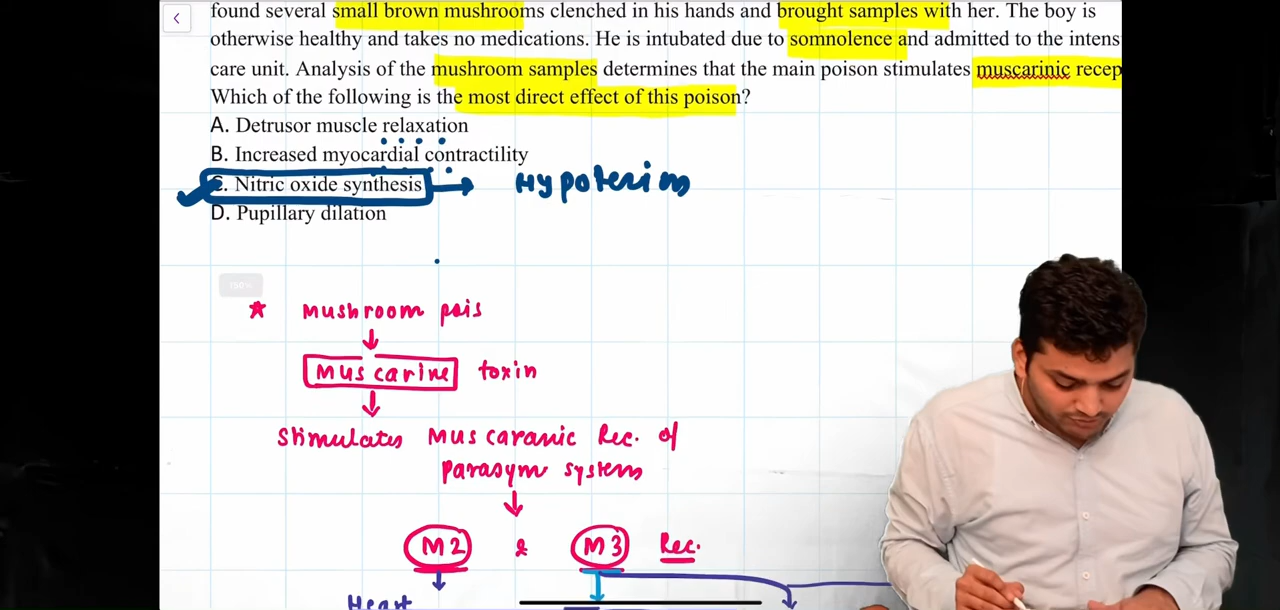 found several small brown mushrooms clenched in his hands and brought samples with her. The boy is
otherwise healthy and takes no medications. He is intubated due to somnolence and admitted to the intens
care unit. Analysis of the mushroom samples determines that the main poison stimulates muscarinic recep
Which of the following is the most direct effect of this poison?
A. Detrusor muscle relaxation
B. Increased myocardial contractility
C. Nitric oxide synthesis
D. Pupillary dilation
150%
Mushroom pois
Muscarine toxin
Stimulates Muscaranic Rec. of
Parasym system
M2 & M3 Rec.
Heart